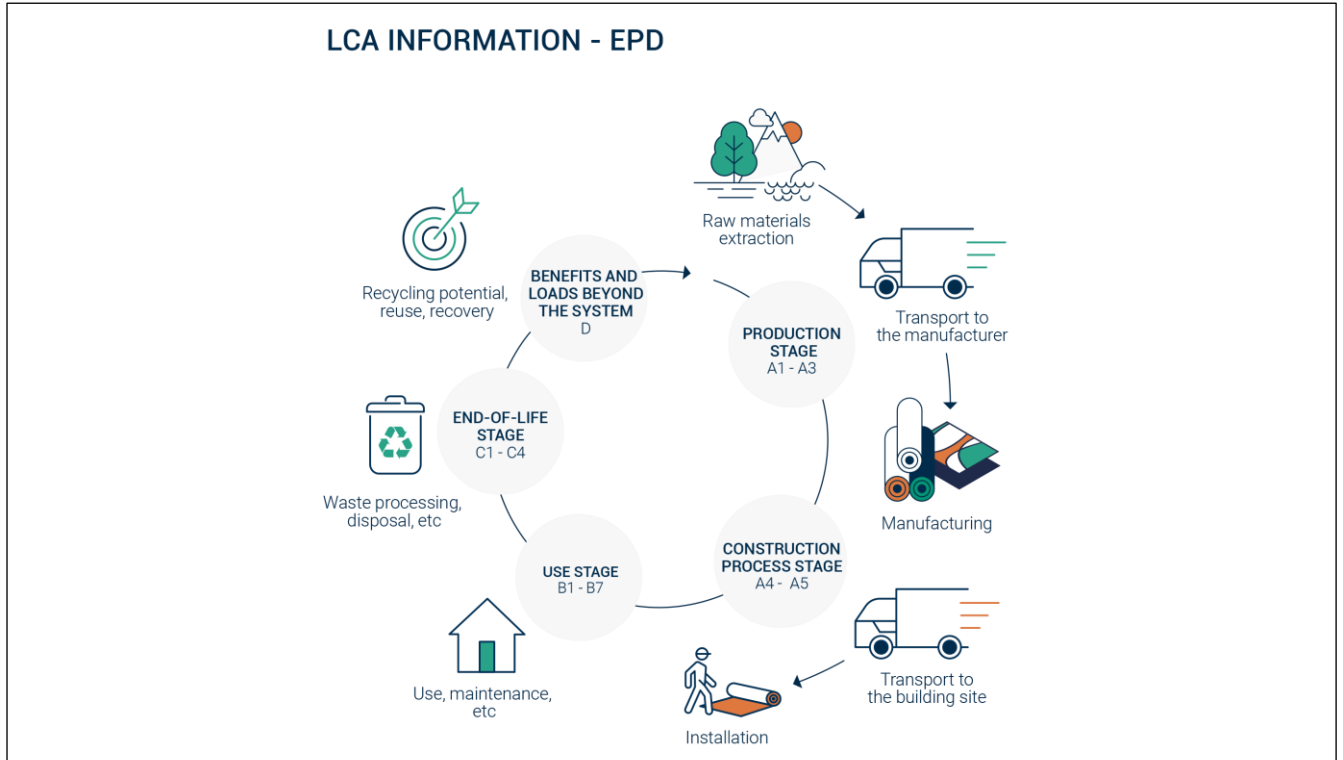 LCA INFORMATION - EPD
Raw materials
extraction
Transport to
the manufacturer
Manufacturing
Transport to
the building site
Installation
Use, maintenance,
etc
Waste processing,
disposal, etc
Recycling potential,
reuse, recovery
BENEFITS AND
LOADS BEYOND
THE SYSTEM
D
PRODUCTION
STAGE
A1 - A3
CONSTRUCTION
PROCESS STAGE
A4 - A5
USE STAGE
B1 - B7
END-OF-LIFE
STAGE
C1 - C4